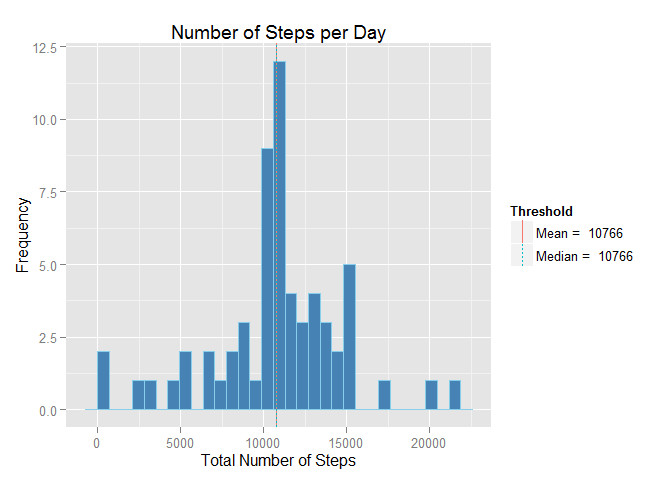 Number of Steps per Day
12.5
10.0
7.5
5.0
2.5
0.0
Frequency
0
5000
10000
15000
20000
Total Number of Steps
Threshold
Mean =  10766
Median =  10766